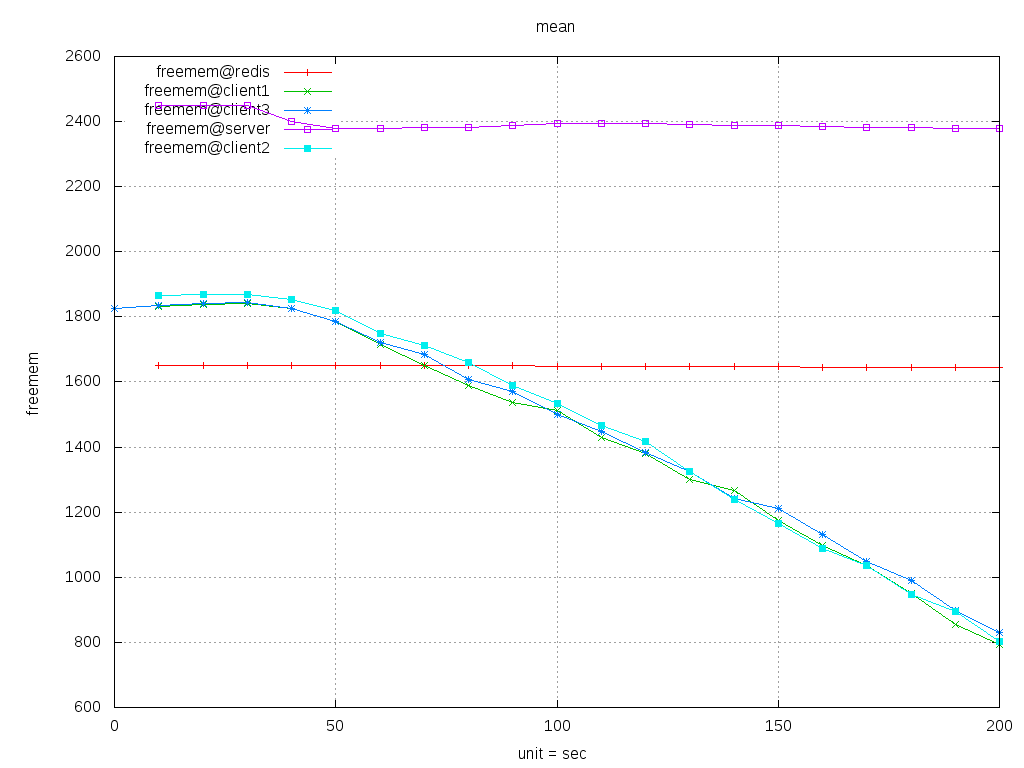 mean
2600
2400
2200
2000
1800
1600
1400
1200
1000
800
600
freemem
freemem@redis
freemem@client1
freemem@client3
freemem@server
freemem@client2
0 50 100 150 200
unit = sec